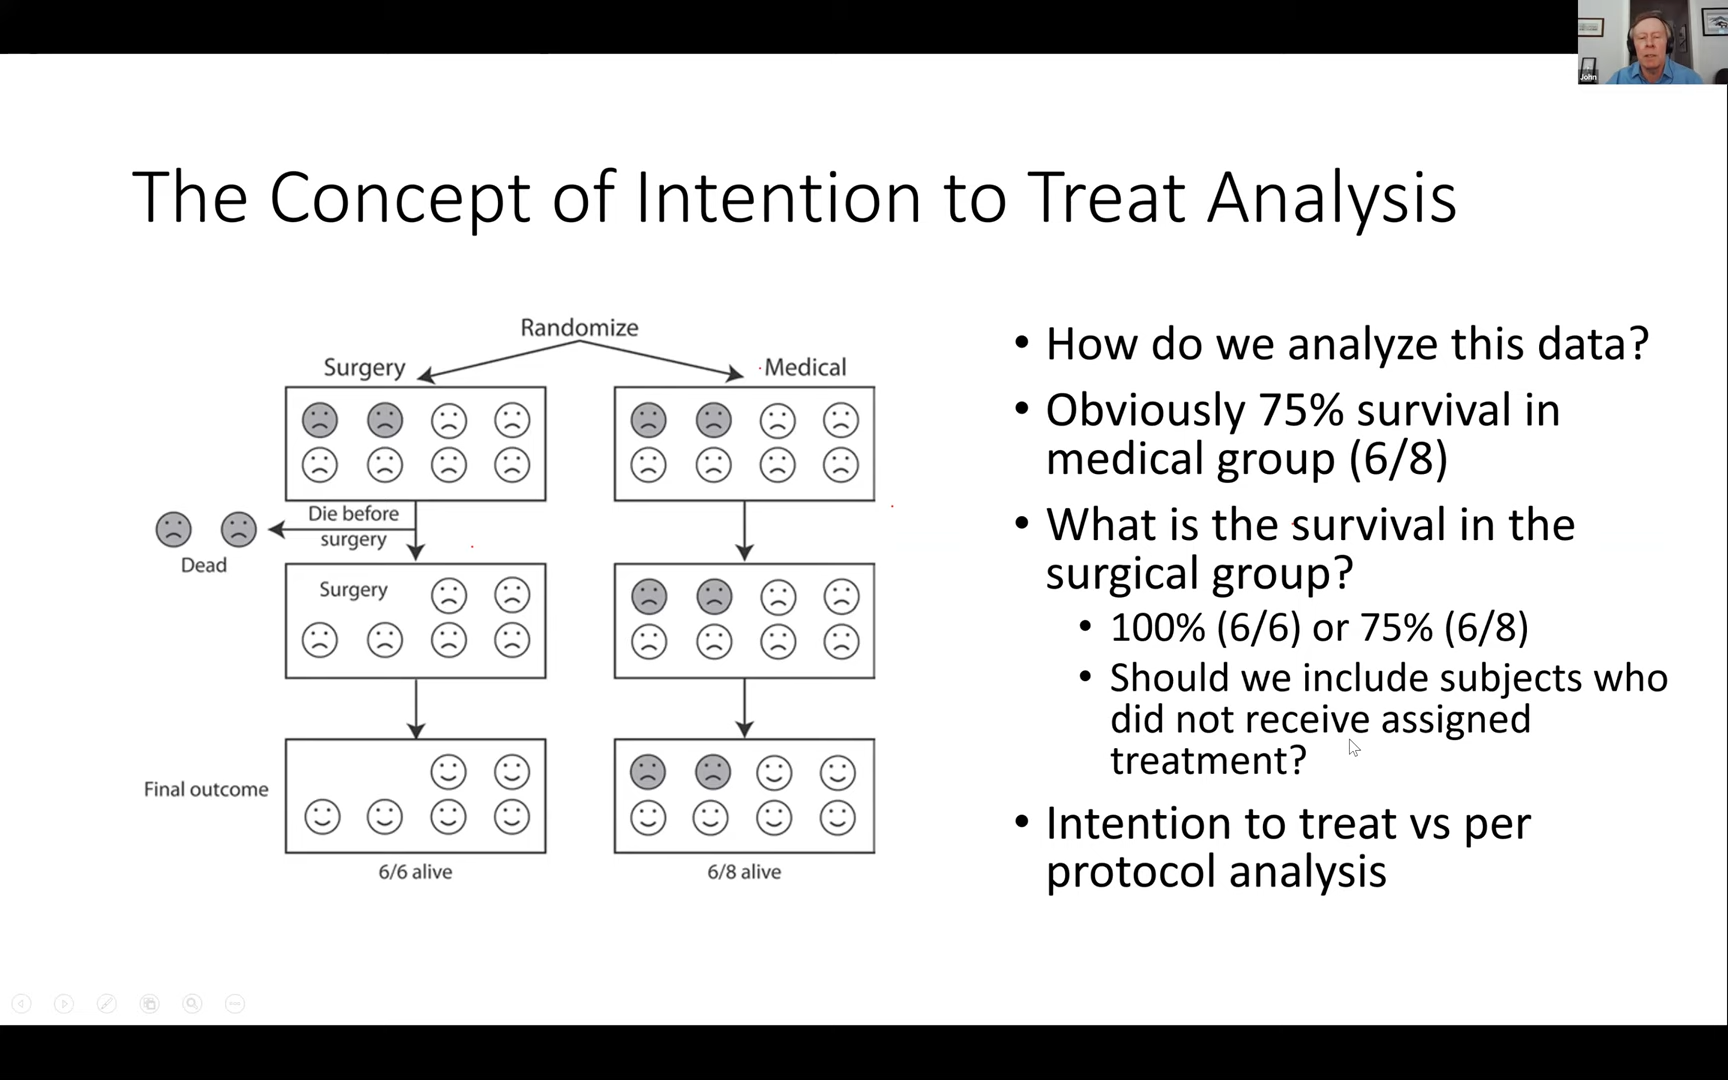 John
The Concept of Intention to Treat Analysis
Randomize
Surgery
Medical
Die before
surgery
Dead
Surgery
Final outcome
6/6 alive
6/8 alive
• How do we analyze this data?
• Obviously 75% survival in
medical group (6/8)
• What is the survival in the
surgical group?
• 100% (6/6) or 75% (6/8)
• Should we include subjects who
did not receive assigned
treatment?
• Intention to treat vs per
protocol analysis